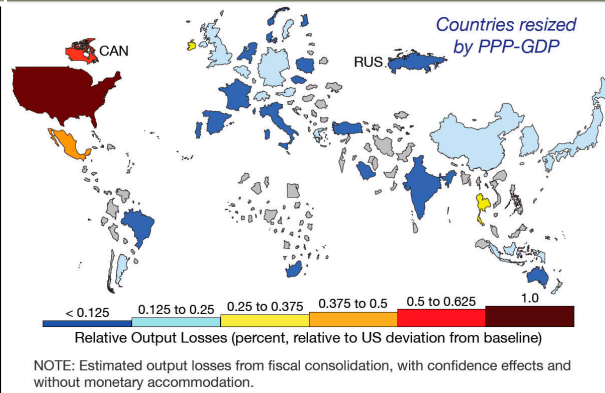 Countries resized
by PPP-GDP
CAN
RUS
< 0.125
0.125 to 0.25
0.25 to 0.375
0.375 to 0.5
0.5 to 0.625
1.0
Relative Output Losses (percent, relative to US deviation from baseline)
NOTE: Estimated output losses from fiscal consolidation, with confidence effects and
without monetary accommodation.